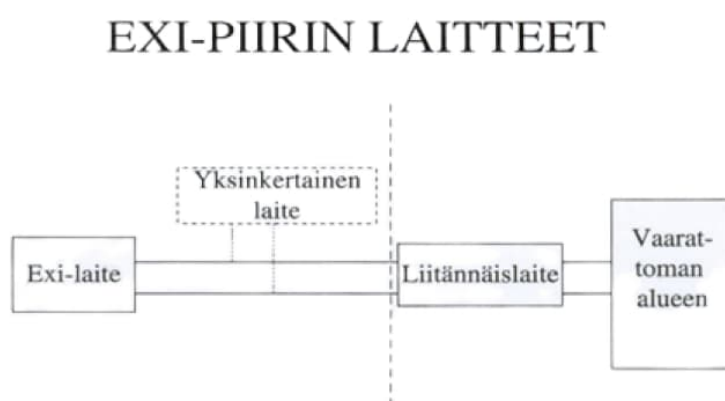 EXI-PIIRIN LAITTEET
Yksinkertainen
laite
Exi-laite
Liitännäislaite
Vaarat-
toman
alueen